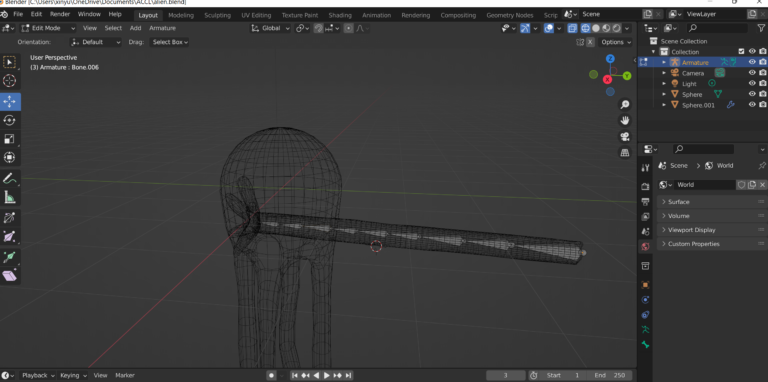 Blender [C:\Users\xinyu\OneDrive\Documents\ACCL\alien.blend]
File Edit Render Window Help Layout Modeling Sculpting UV Editing Texture Paint Shading Animation Rendering Compositing Geometry Nodes Scrip Scene ViewLayer
Edit Mode View Select Add Armature Global
Orientation: Default Drag: Select Box Options
User Perspective
(3) Armature : Bone.006
Z
Y
X
Scene Collection
Collection
Armature
Camera
Light
Sphere
Sphere.001
Scene World
World
Surface
Volume
Viewport Display
Custom Properties
Playback Keying View Marker 3 Start 1 End 250